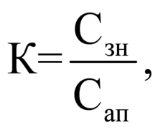 К = Сзн / Сап,